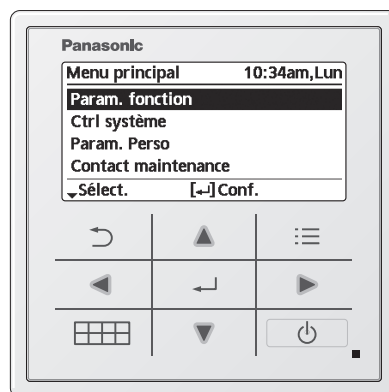 Panasonic
Menu principal 10:34am,Lun
Param. fonction
Ctrl système
Param. Perso
Contact maintenance
Sélect. [↵]Conf.